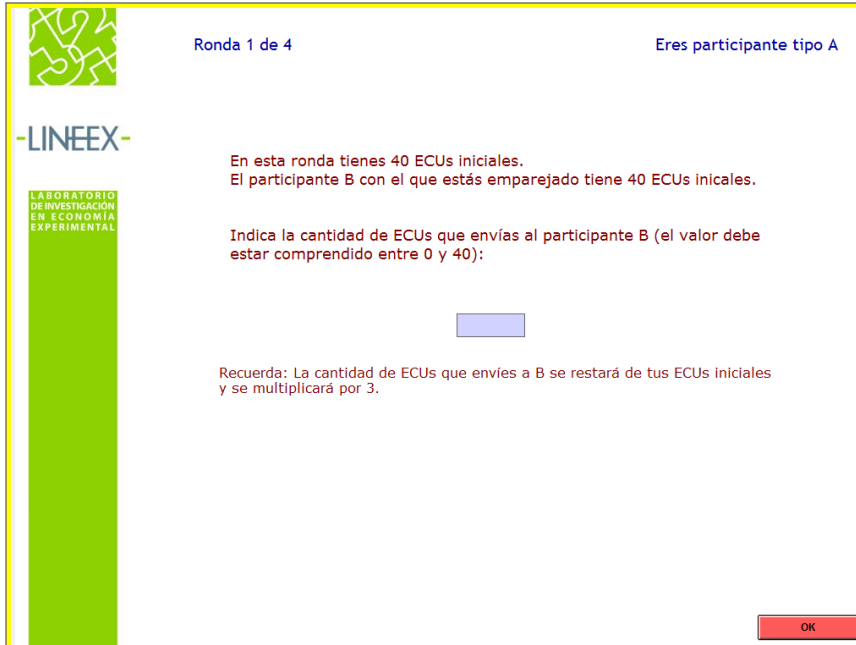 Ronda 1 de 4
Eres participante tipo A
-LINEEX-
LABORATORIO
DE INVESTIGACIÓN
EN ECONOMÍA
EXPERIMENTAL
En esta ronda tienes 40 ECUs iniciales.
El participante B con el que estás emparejado tiene 40 ECUs inicales.
Indica la cantidad de ECUs que envías al participante B (el valor debe
estar comprendido entre 0 y 40):
Recuerda: La cantidad de ECUs que envíes a B se restará de tus ECUs iniciales
y se multiplicará por 3.
OK